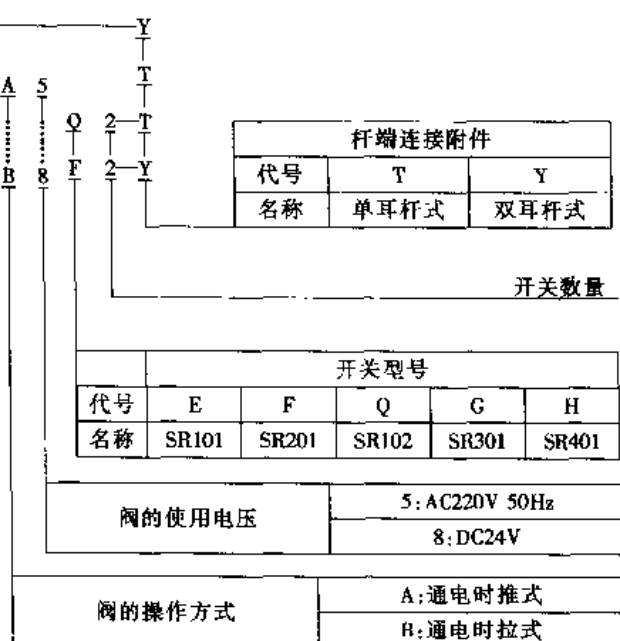 Y
T
A 5
Q 2 T
B 8 F 2 Y
杆端连接附件
代号 T Y
名称 单耳杆式 双耳杆式
开关数量
开关型号
代号 E F Q G H
名称 SR101 SR201 SR102 SR301 SR401
阀的使用电压
5:AC220V 50Hz
8:DC24V
阀的操作方式
A:通电时推式
B:通电时拉式